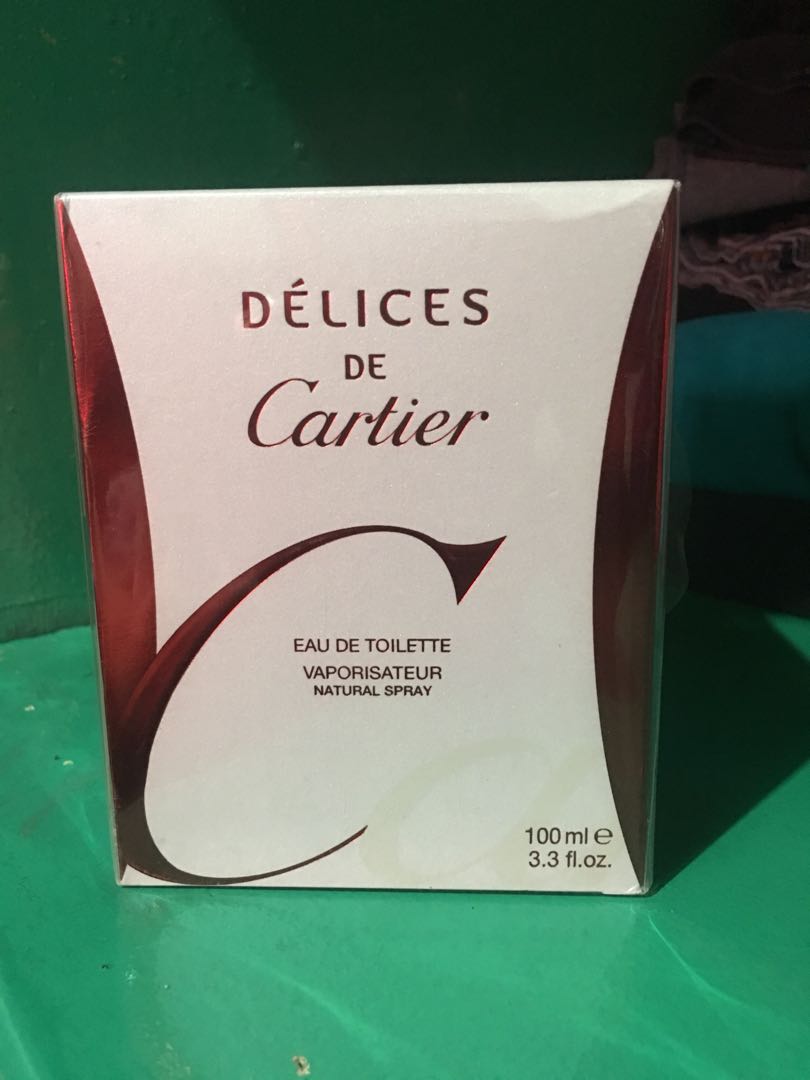 DÉLICES
DE
Cartier
EAU DE TOILETTE
VAPORISATEUR
NATURAL SPRAY
100 ml ℮
3.3 fl.oz.